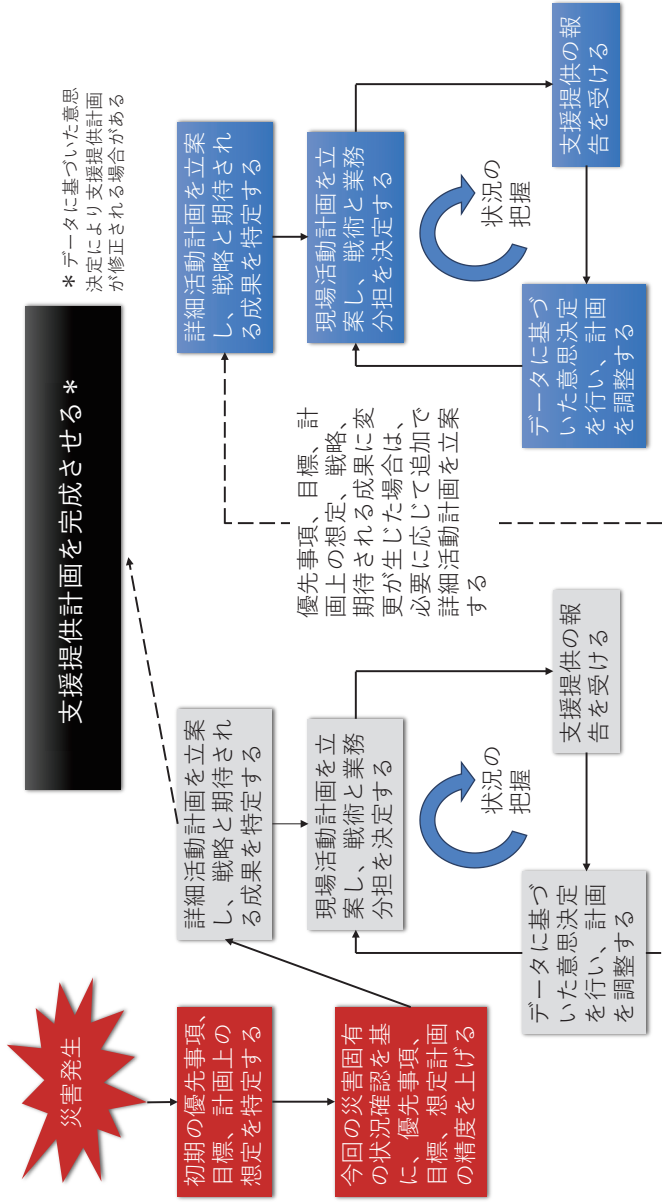 災害発生
初期の優先事項、
目標、計画上の
想定を特定する
今回の災害固有
の状況確認を基
に、優先事項、
目標、想定計画
の精度を上げる
支援提供計画を完成させる＊
＊データに基づいた意思
決定により支援提供計画
が修正される場合がある
詳細活動計画を立案
し、戦略と期待され
る成果を特定する
現場活動計画を立
案し、戦術と業務
分担を決定する
状況の
把握
データに基づ
いた意思決定
を行い、計画
を調整する
支援提供の報
告を受ける
優先事項、目標、計
画上の想定、戦略、
期待される成果に変
更が生じた場合は、
必要に応じて追加で
詳細活動計画を立案
する
詳細活動計画を立案
し、戦略と期待され
る成果を特定する
現場活動計画を立
案し、戦術と業務
分担を決定する
状況の
把握
データに基づ
いた意思決定
を行い、計画
を調整する
支援提供の報
告を受ける